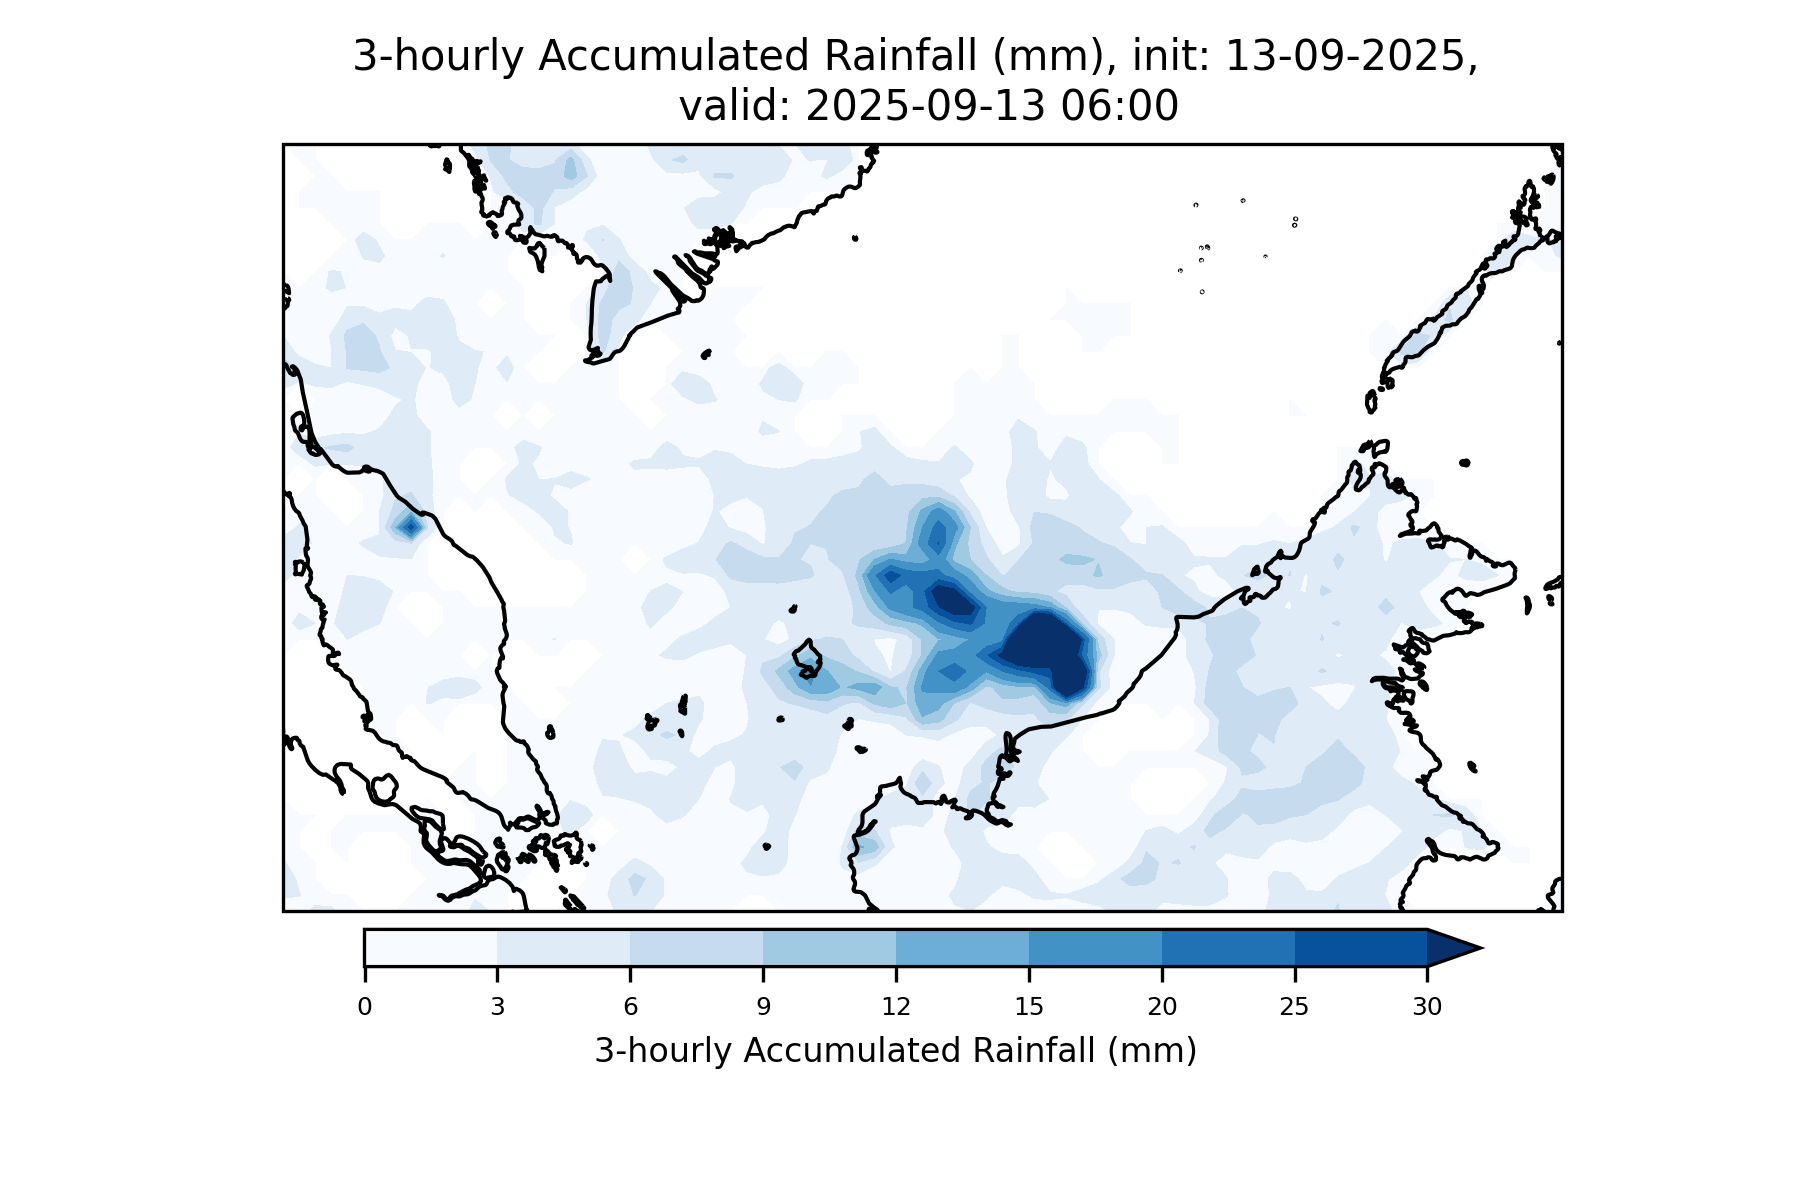 3-hourly Accumulated Rainfall (mm), init: 13-09-2025,
valid: 2025-09-13 06:00
0 3 6 9 12 15 20 25 30
3-hourly Accumulated Rainfall (mm)